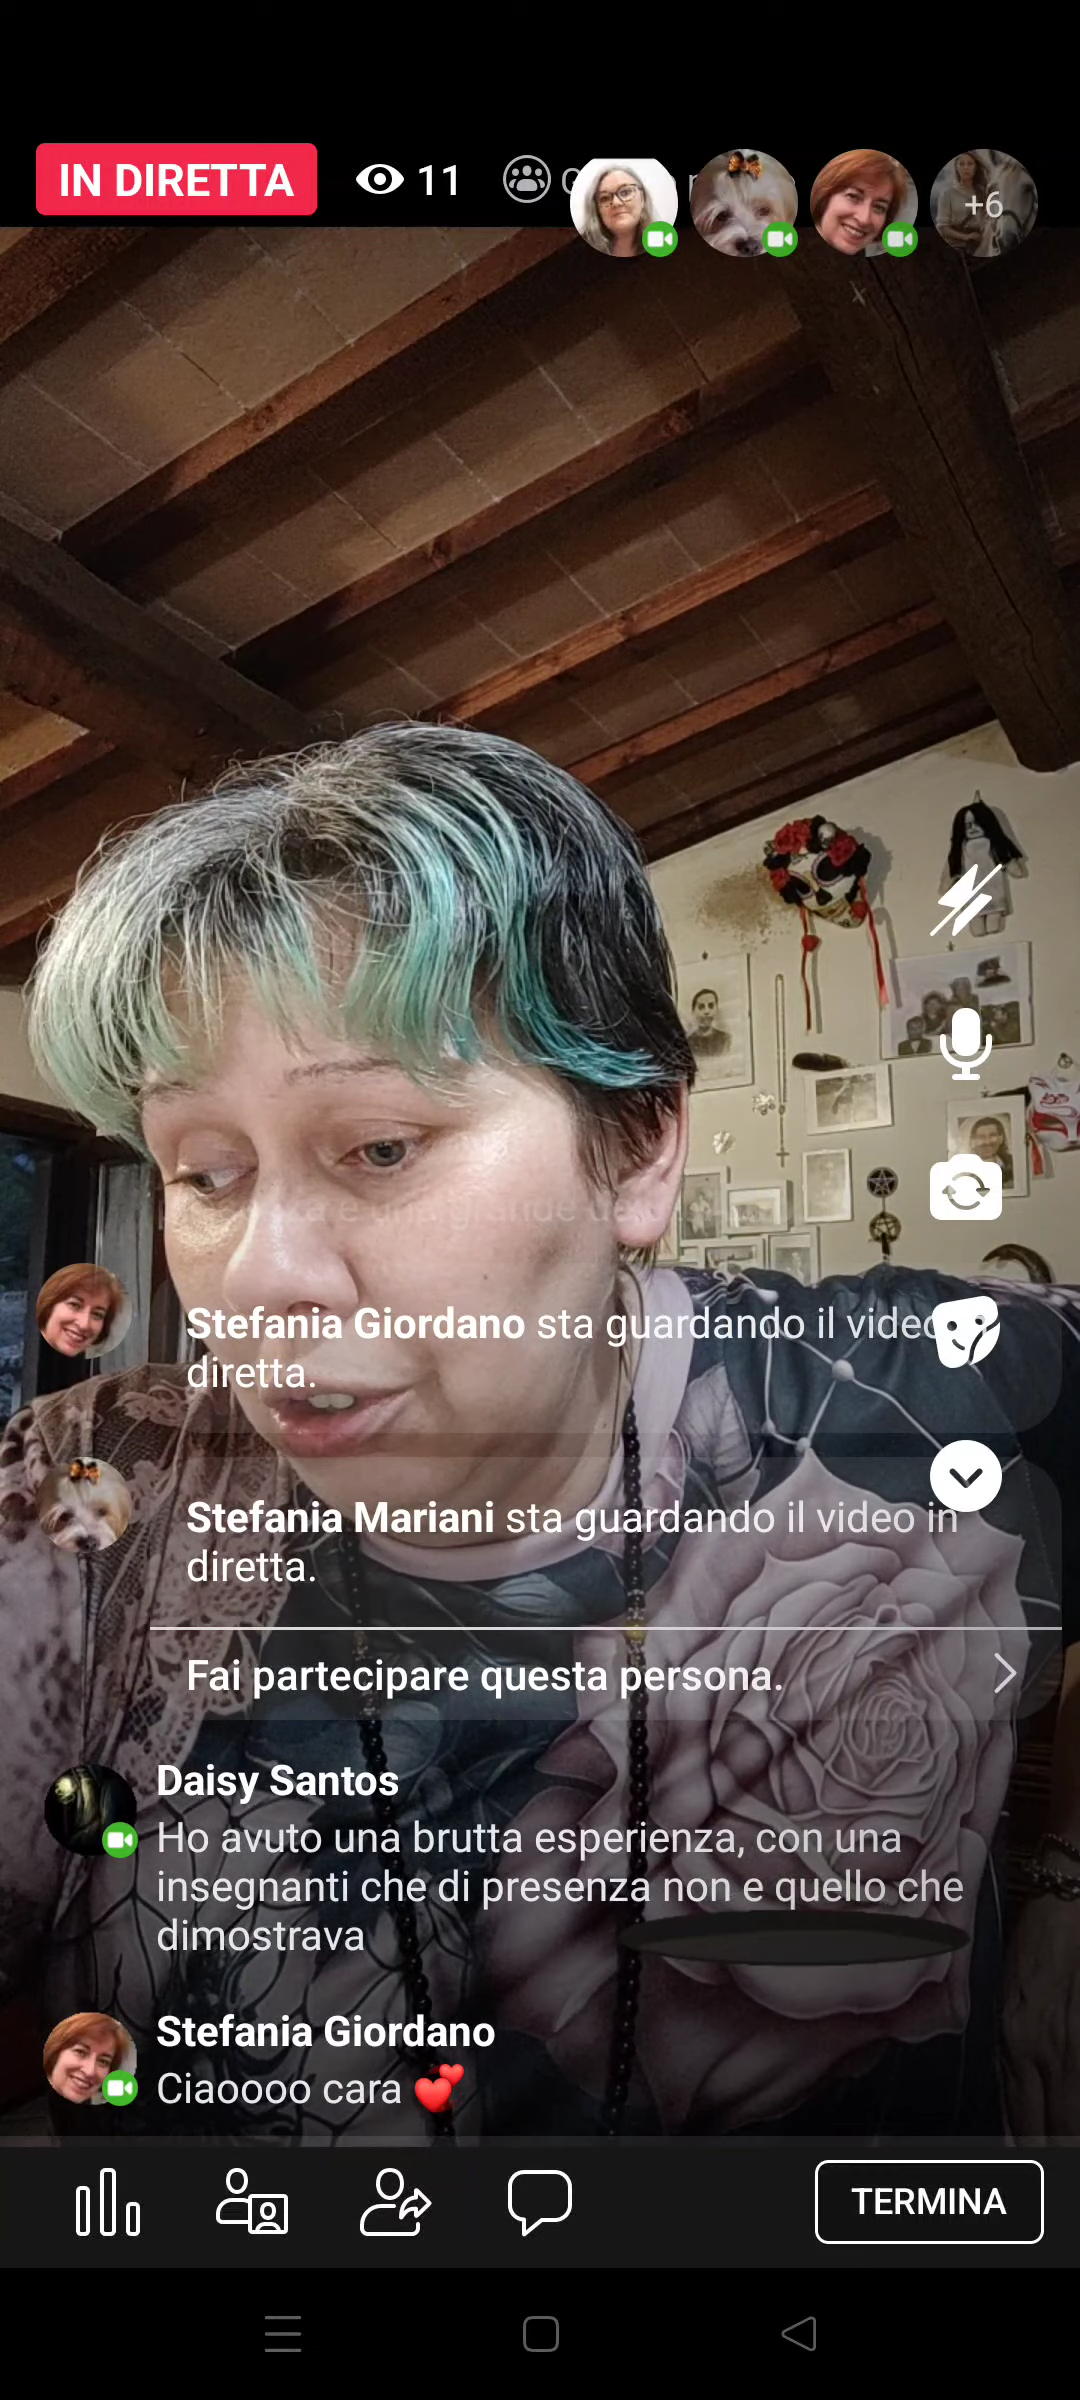 IN DIRETTA
11
+6
Stefania Giordano sta guardando il video
diretta.
Stefania Mariani sta guardando il video in
diretta.
Fai partecipare questa persona.
Daisy Santos
Ho avuto una brutta esperienza, con una
insegnanti che di presenza non e quello che
dimostrava
Stefania Giordano
Ciaoooo cara 💕
TERMINA